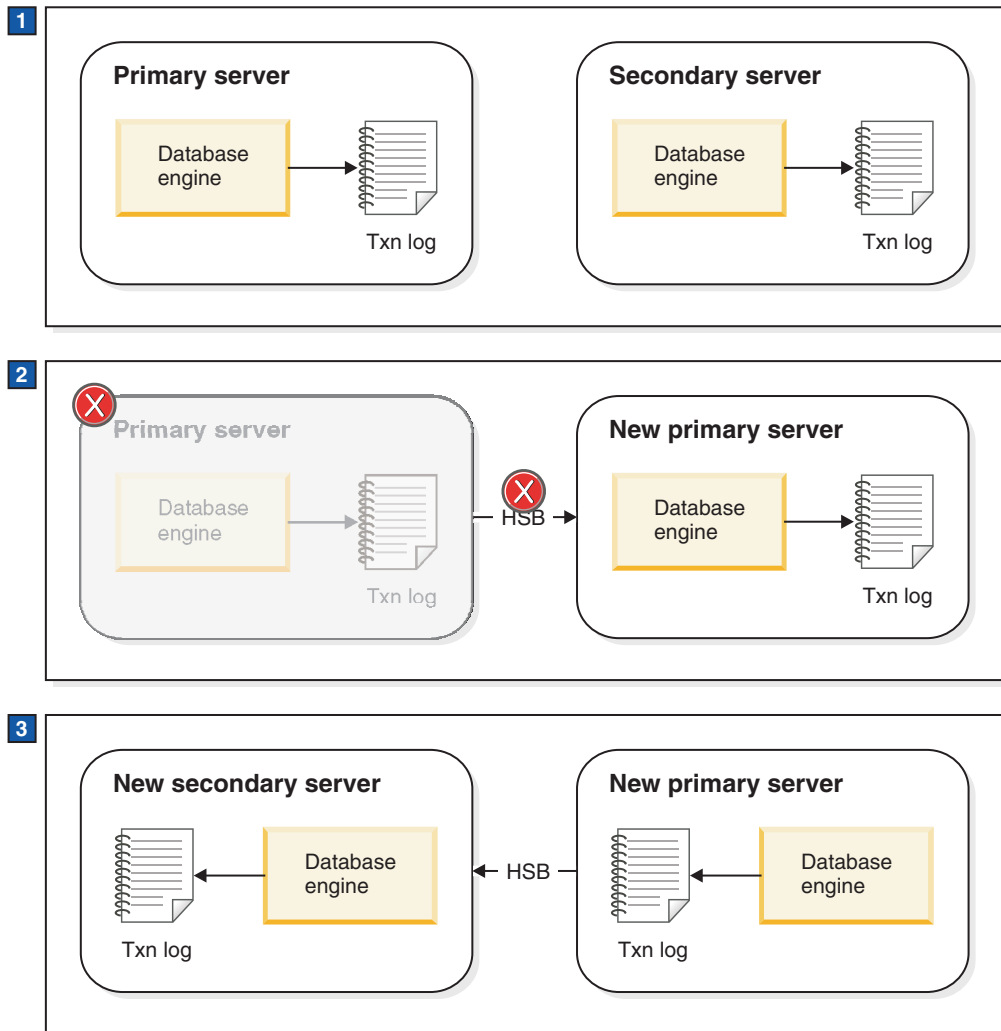 1
Primary server
Database
engine
Txn log
Secondary server
Database
engine
Txn log
2
X
Primary server
Database
engine
Txn log
X
HSB
New primary server
Database
engine
Txn log
3
New secondary server
Txn log
Database
engine
HSB
New primary server
Txn log
Database
engine